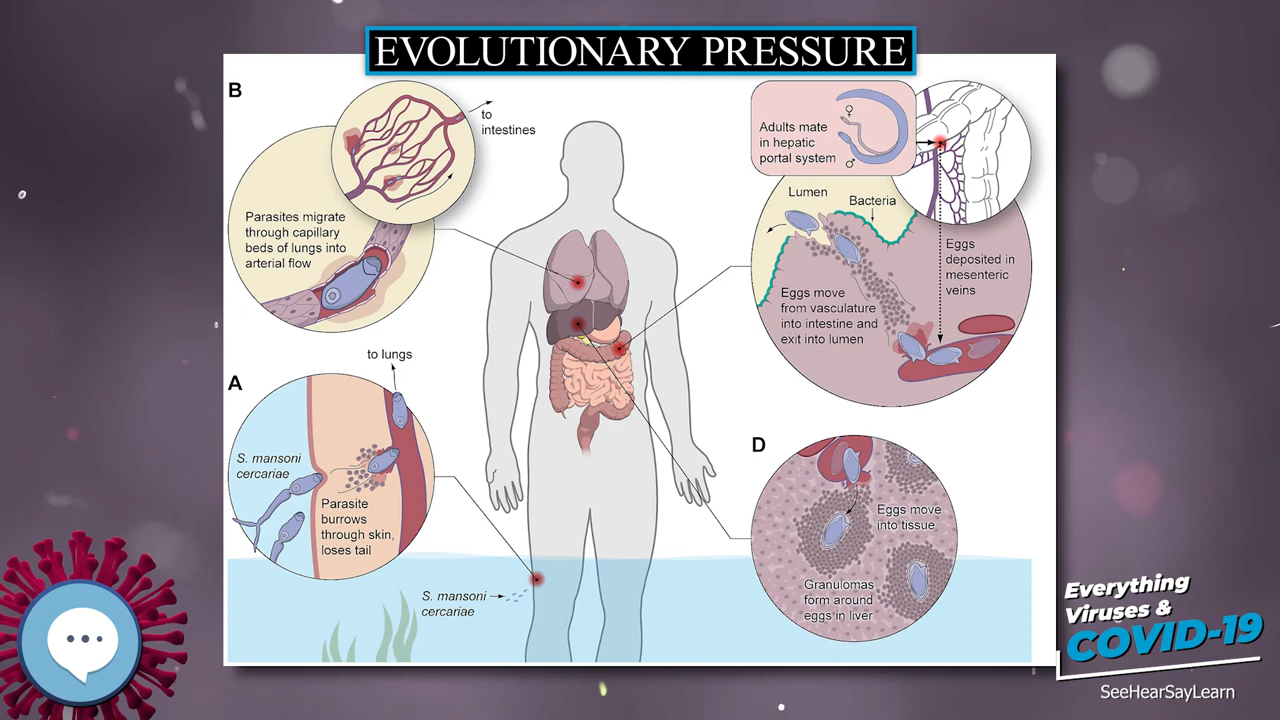 EVOLUTIONARY PRESSURE
B
to
intestines
Parasites migrate
through capillary
beds of lungs into
arterial flow
Adults mate
in hepatic
portal system
♀
♂
Lumen
Bacteria
Eggs
deposited in
mesenteric
veins
Eggs move
from vasculature
into intestine and
exit into lumen
to lungs
A
S. mansoni
cercariae
Parasite
burrows
through skin,
loses tail
S. mansoni
cercariae
D
Eggs move
into tissue
Granulomas
form around
eggs in liver
Everything
Viruses &
COVID-19
SeeHearSayLearn